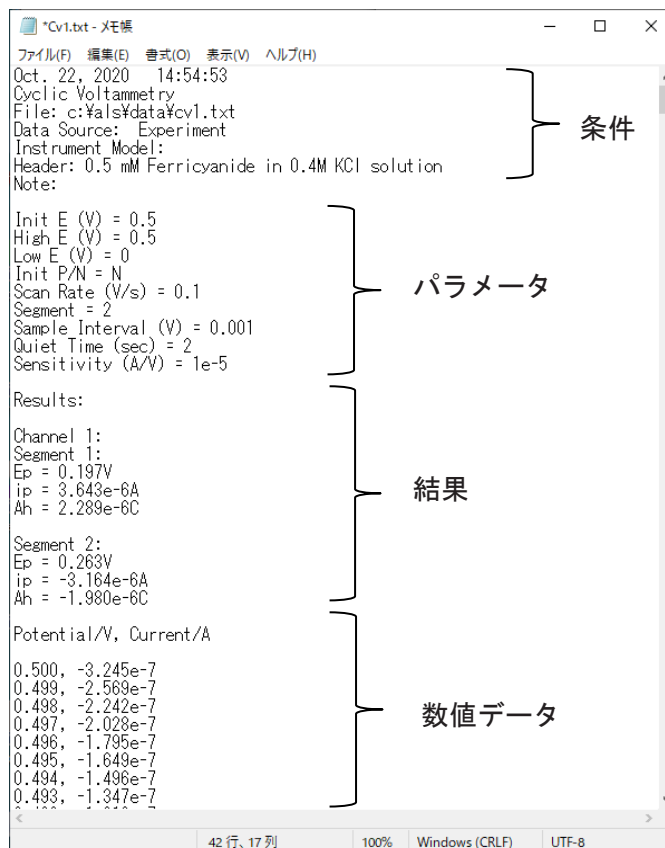 *Cv1.txt - メモ帳
ファイル(F) 編集(E) 書式(O) 表示(V) ヘルプ(H)
Oct. 22, 2020   14:54:53
Cyclic Voltammetry
File: c:¥als¥data¥cv1.txt
Data Source:  Experiment
Instrument Model:
Header: 0.5 mM Ferricyanide in 0.4M KCl solution
Note:
条件
Init E (V) = 0.5
High E (V) = 0.5
Low E (V) = 0
Init P/N = N
Scan Rate (V/s) = 0.1
Segment = 2
Sample Interval (V) = 0.001
Quiet Time (sec) = 2
Sensitivity (A/V) = 1e-5
パラメータ
Results:
Channel 1:
Segment 1:
Ep = 0.197V
ip = 3.643e-6A
Ah = 2.289e-6C
Segment 2:
Ep = 0.263V
ip = -3.164e-6A
Ah = -1.980e-6C
結果
Potential/V, Current/A
0.500, -3.245e-7
0.499, -2.569e-7
0.498, -2.242e-7
0.497, -2.028e-7
0.496, -1.795e-7
0.495, -1.649e-7
0.494, -1.496e-7
0.493, -1.347e-7
数値データ
42 行、17 列 100% Windows (CRLF) UTF-8